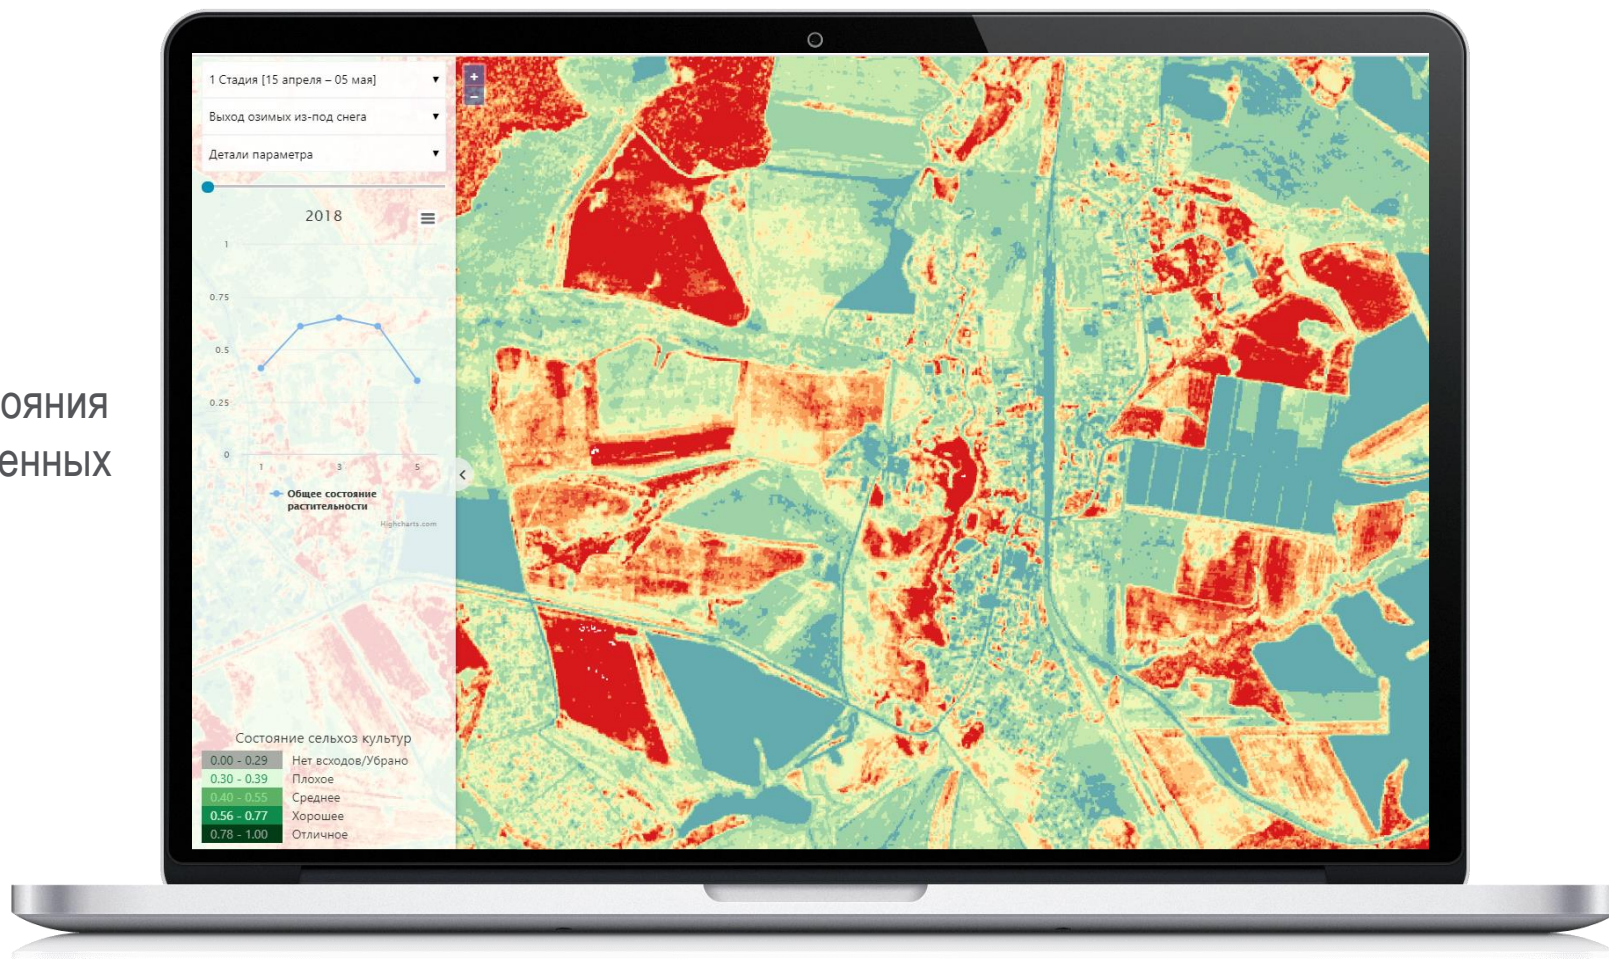 1 Стадия [15 апреля – 05 мая]
Выход озимых из-под снега
Детали параметра
2018
1
0.75
0.5
0.25
0
1 3 5
Общее состояние
растительности
Highcharts.com
ояния
енных
Состояние сельхоз культур
0.00 - 0.29 Нет всходов/Убрано
0.30 - 0.39 Плохое
0.40 - 0.55 Среднее
0.56 - 0.77 Хорошее
0.78 - 1.00 Отличное